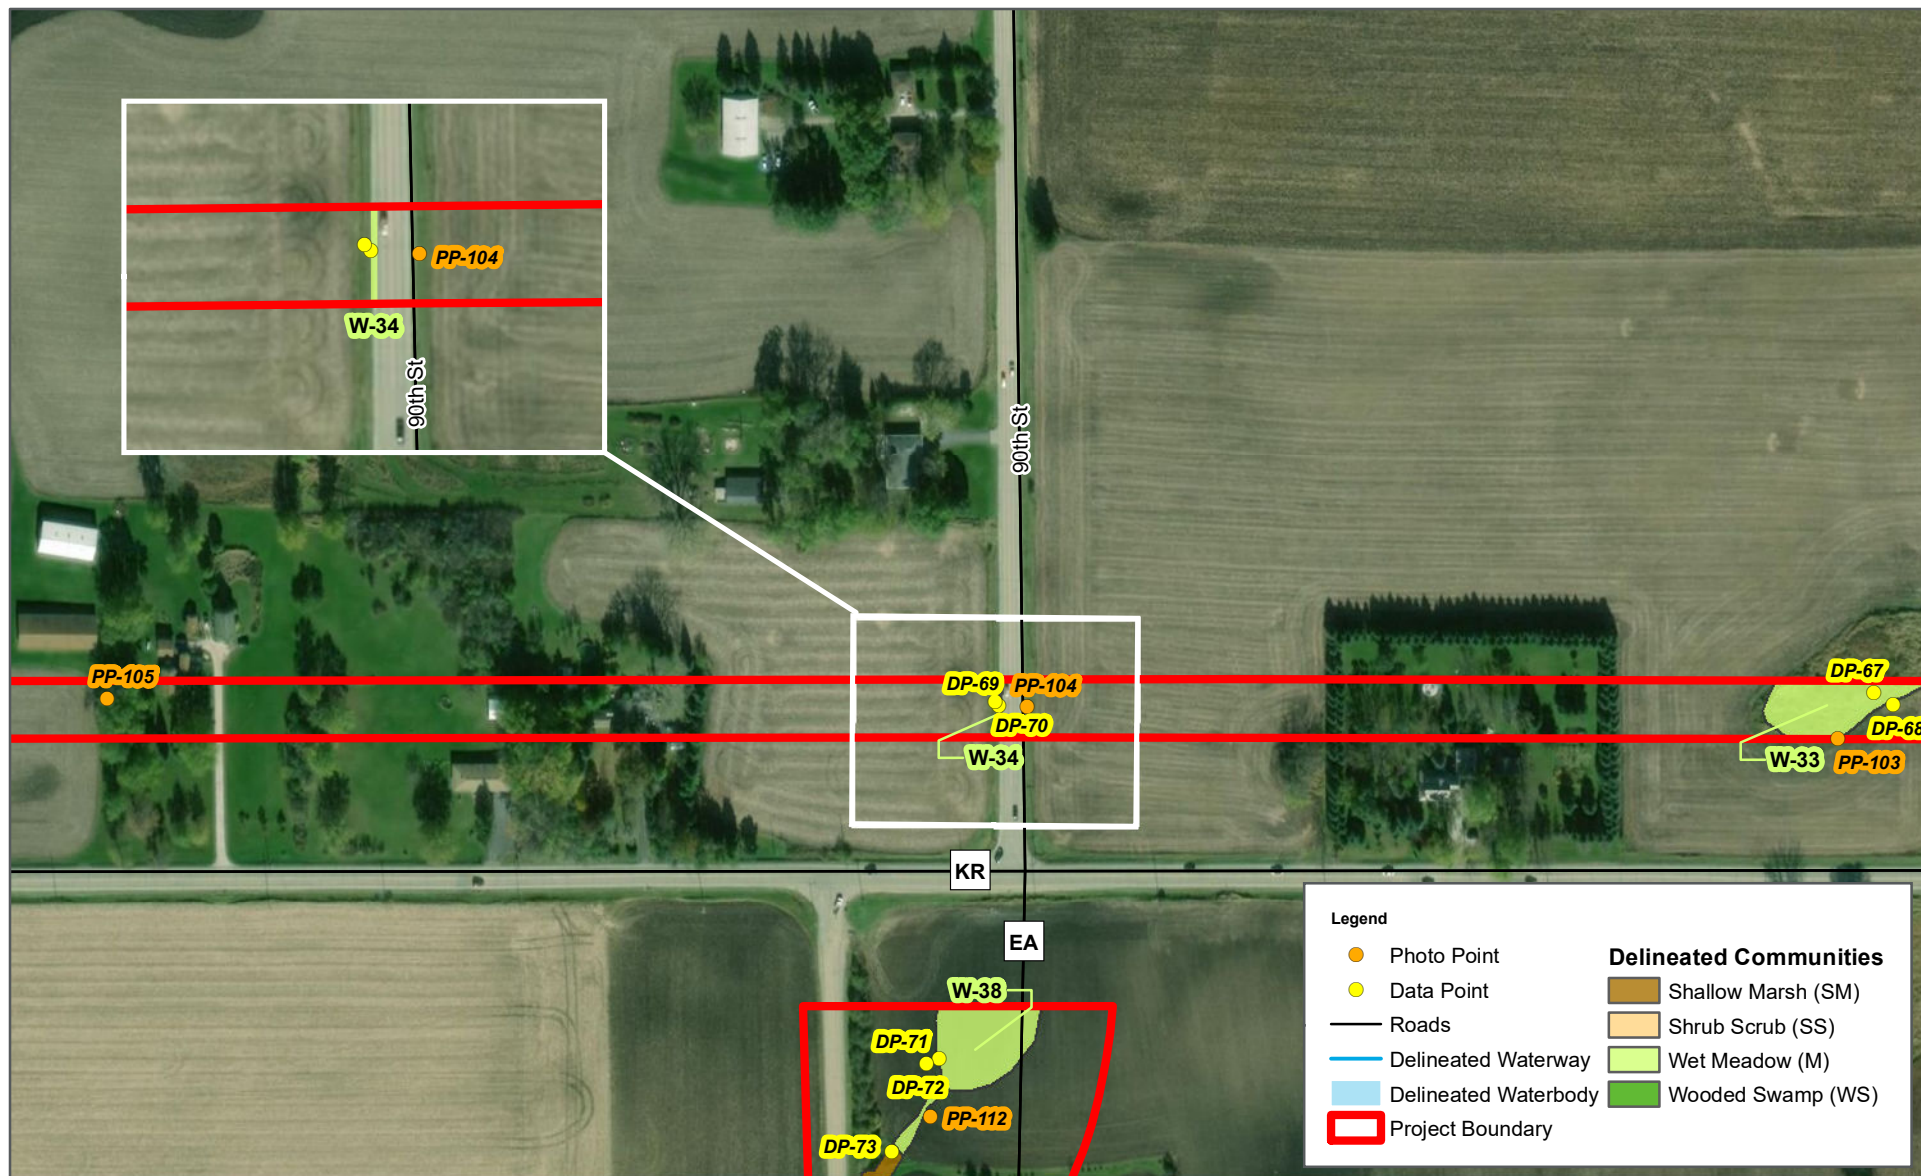 PP-104
W-34
90th St
90th St
PP-105
DP-69
PP-104
DP-70
W-34
DP-67
DP-68
W-33
PP-103
KR
EA
W-38
DP-71
DP-72
PP-112
DP-73
Legend
Photo Point
Data Point
Roads
Delineated Waterway
Delineated Waterbody
Project Boundary
Delineated Communities
Shallow Marsh (SM)
Shrub Scrub (SS)
Wet Meadow (M)
Wooded Swamp (WS)